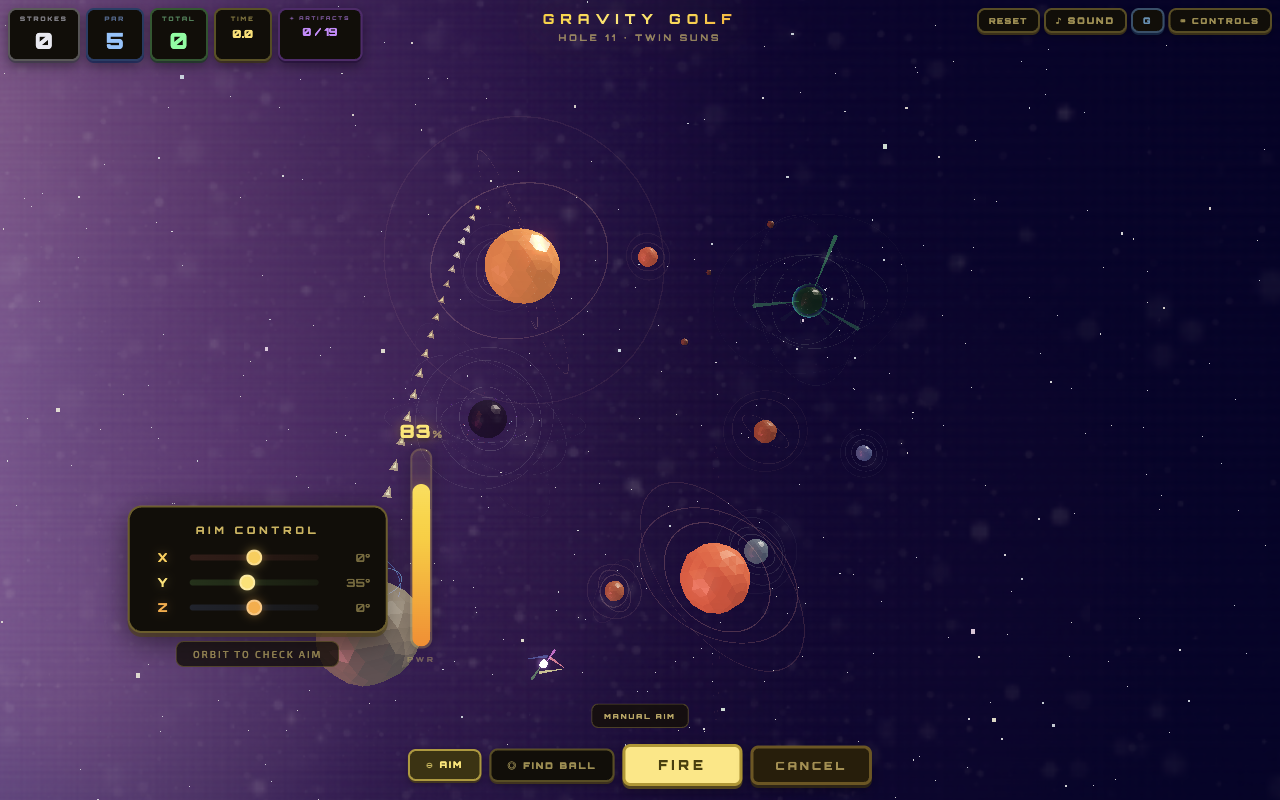 STROKES
0
PAR
5
TOTAL
0
TIME
0.0
ARTIFACTS
0 / 19
GRAVITY GOLF
HOLE 11 · TWIN SUNS
RESET
♪ SOUND
G
CONTROLS
83%
AIM CONTROL
X 0°
Y 35°
Z 0°
ORBIT TO CHECK AIM
PWR
MANUAL AIM
AIM
FIND BALL
FIRE
CANCEL